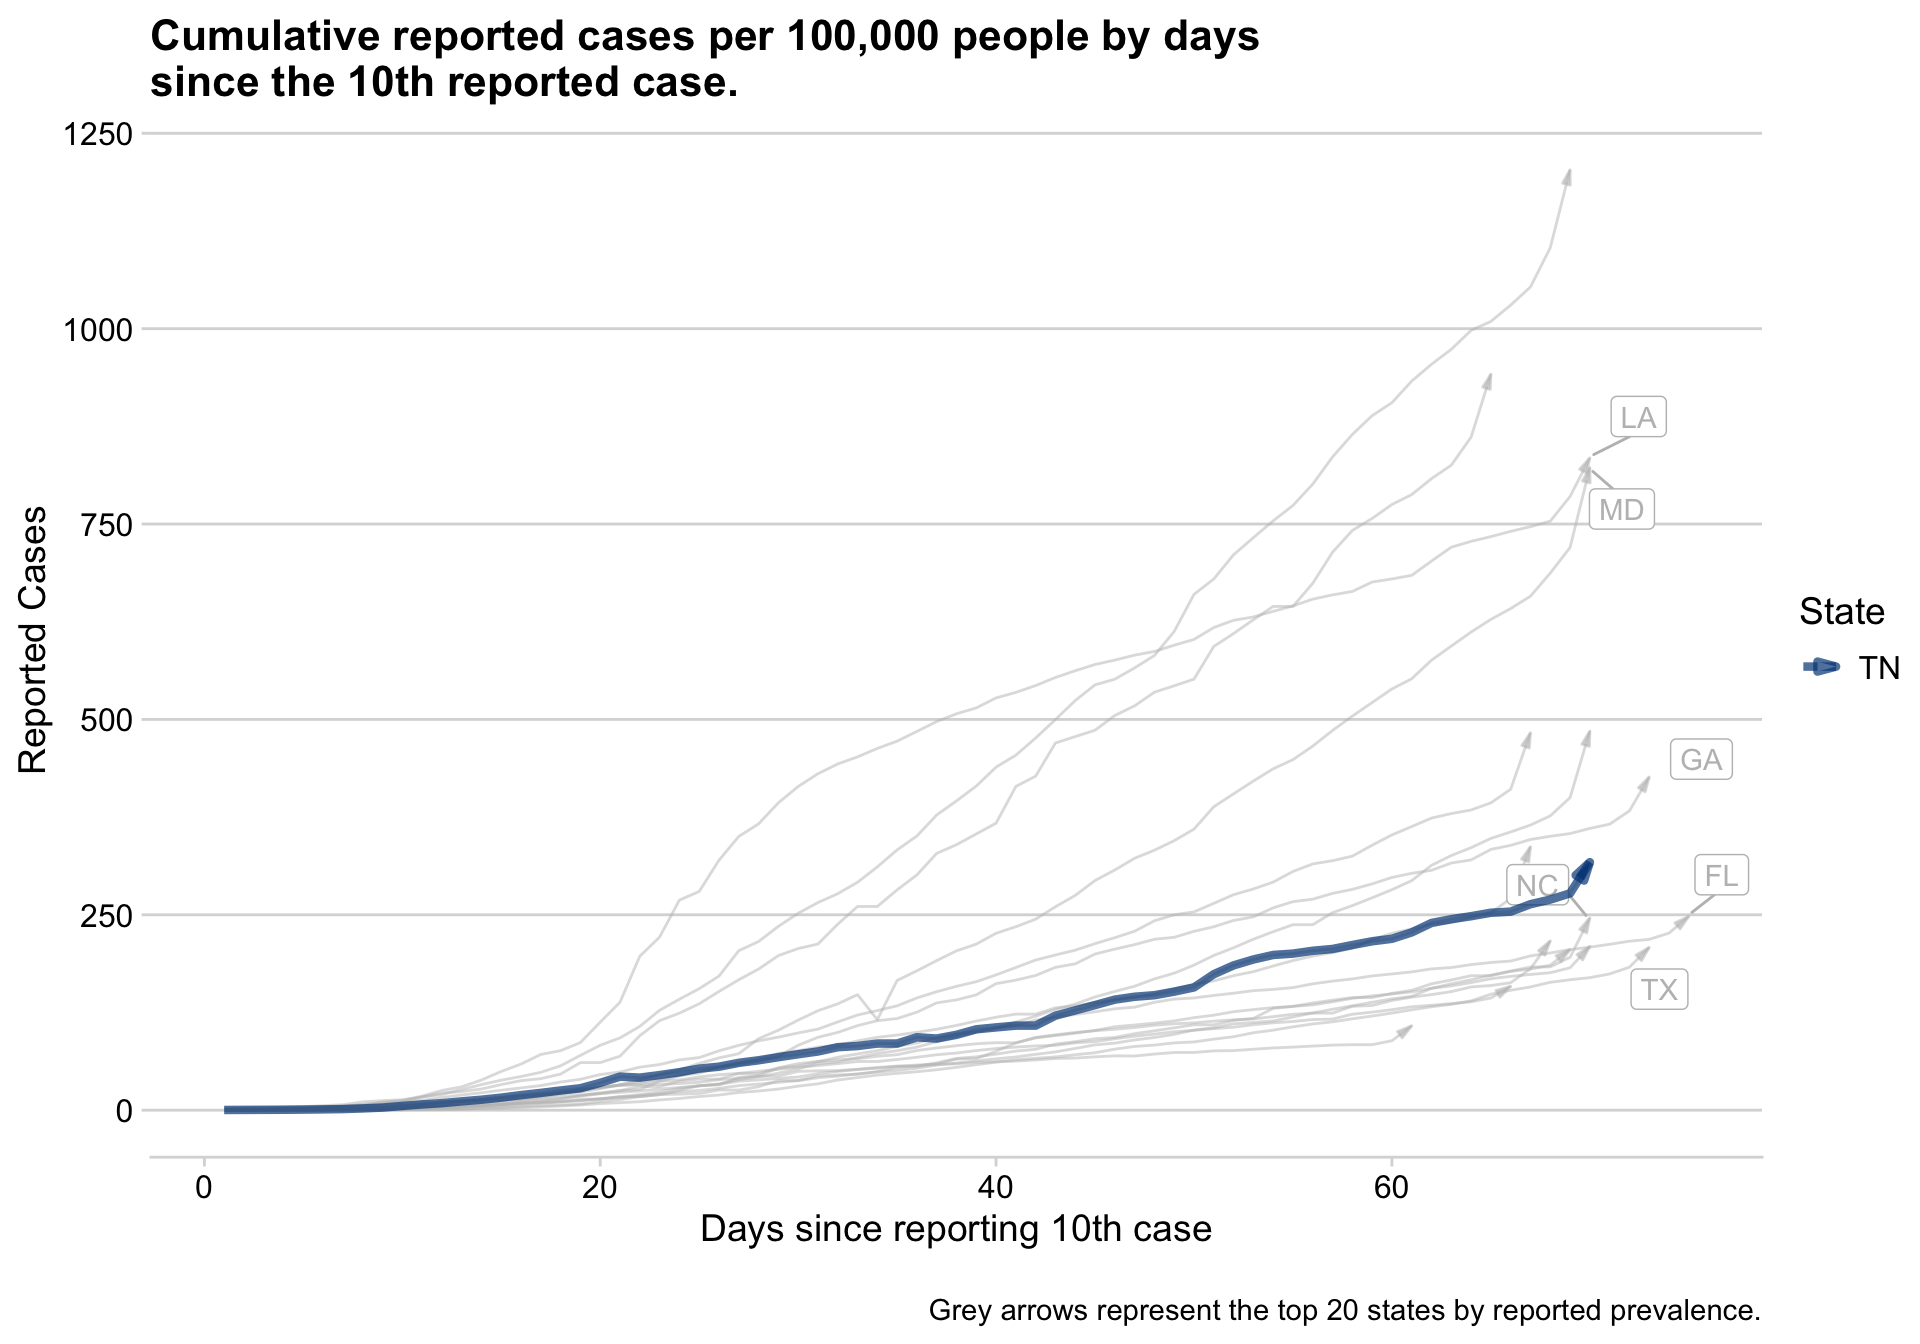 Cumulative reported cases per 100,000 people by days
since the 10th reported case.
1250
1000
750
500
250
0
Reported Cases
LA
MD
GA
NC
FL
TX
State
TN
0 20 40 60
Days since reporting 10th case
Grey arrows represent the top 20 states by reported prevalence.